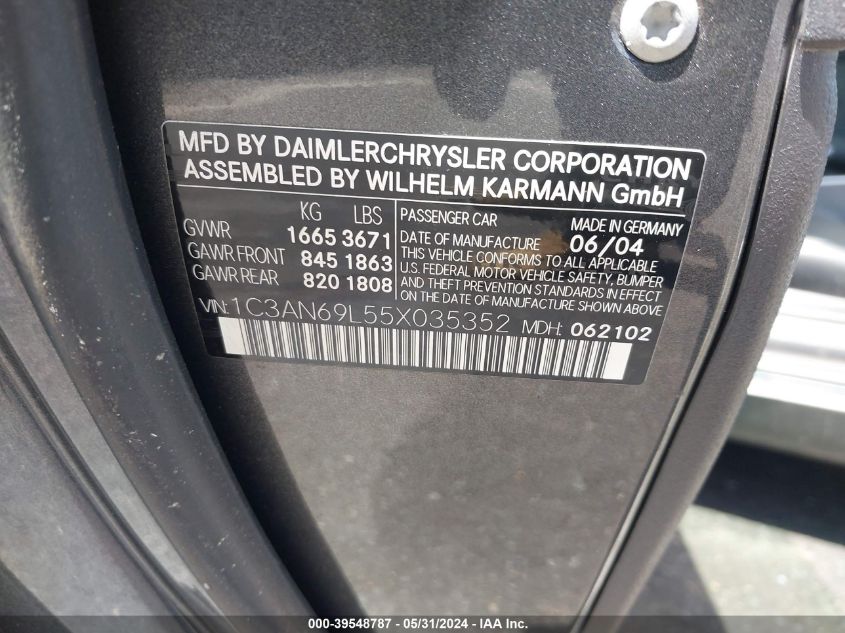 MFD BY DAIMLERCHRYSLER CORPORATION
ASSEMBLED BY WILHELM KARMANN GmbH
KG LBS
GVWR 1665 3671
GAWR FRONT 845 1863
GAWR REAR 820 1808
PASSENGER CAR MADE IN GERMANY
DATE OF MANUFACTURE 06/04
THIS VEHICLE CONFORMS TO ALL APPLICABLE
U.S. FEDERAL MOTOR VEHICLE SAFETY, BUMPER
AND THEFT PREVENTION STANDARDS IN EFFECT
ON THE DATE OF MANUFACTURE SHOWN ABOVE
VIN: 1C3AN69L55X035352 MDH: 062102
000-39548787 - 05/31/2024 - IAA Inc.